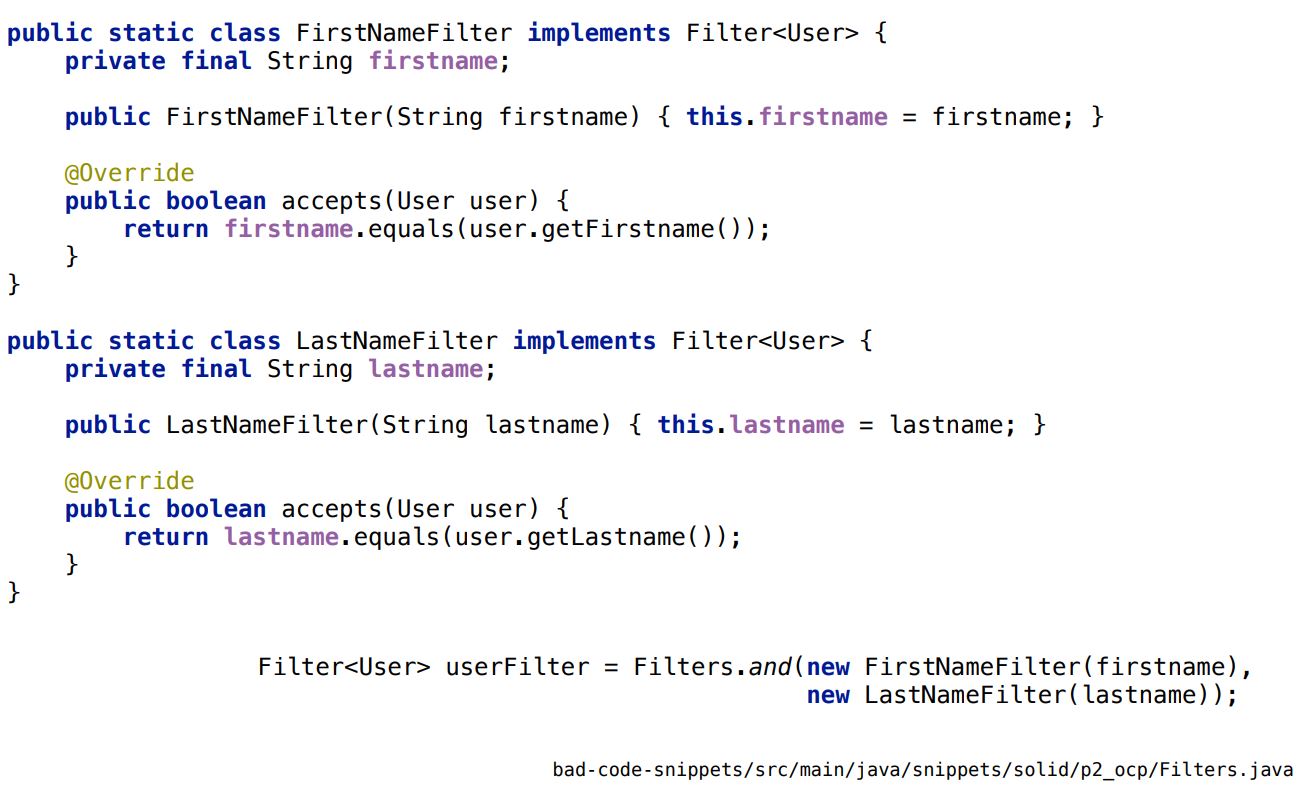 public static class FirstNameFilter implements Filter<User> {
    private final String firstname;

    public FirstNameFilter(String firstname) { this.firstname = firstname; }

    @Override
    public boolean accepts(User user) {
        return firstname.equals(user.getFirstname());
    }
}

public static class LastNameFilter implements Filter<User> {
    private final String lastname;

    public LastNameFilter(String lastname) { this.lastname = lastname; }

    @Override
    public boolean accepts(User user) {
        return lastname.equals(user.getLastname());
    }
}

Filter<User> userFilter = Filters.and(new FirstNameFilter(firstname),
                                      new LastNameFilter(lastname));

bad-code-snippets/src/main/java/snippets/solid/p2_ocp/Filters.java